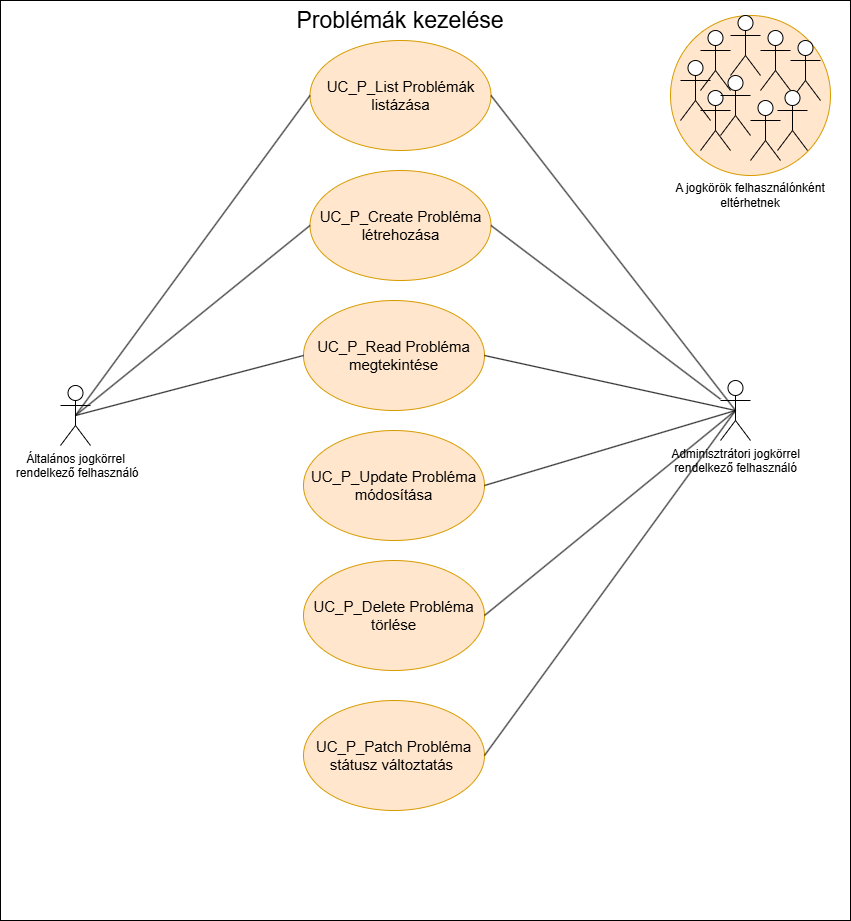 Problémák kezelése
UC_P_List Problémák
listázása
A jogkörök felhasználónként
eltérhetnek
UC_P_Create Probléma
létrehozása
UC_P_Read Probléma
megtekintése
Általános jogkörrel
rendelkező felhasználó
Adminisztrátori jogkörrel
rendelkező felhasználó
UC_P_Update Probléma
módosítása
UC_P_Delete Probléma
törlése
UC_P_Patch Probléma
státusz változtatás